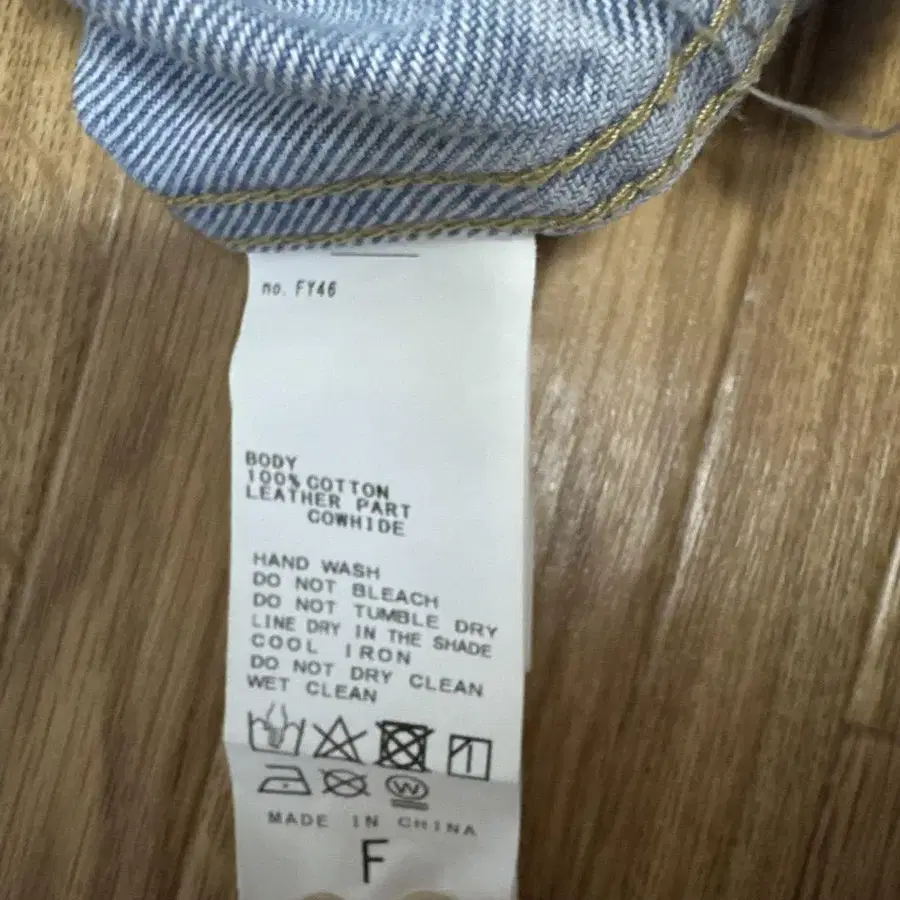 no. FY46
BODY
100% COTTON
LEATHER PART
COWHIDE
HAND WASH
DO NOT BLEACH
DO NOT TUMBLE DRY
LINE DRY IN THE SHADE
COOL IRON
DO NOT DRY CLEAN
WET CLEAN
W
MADE IN CHINA
F